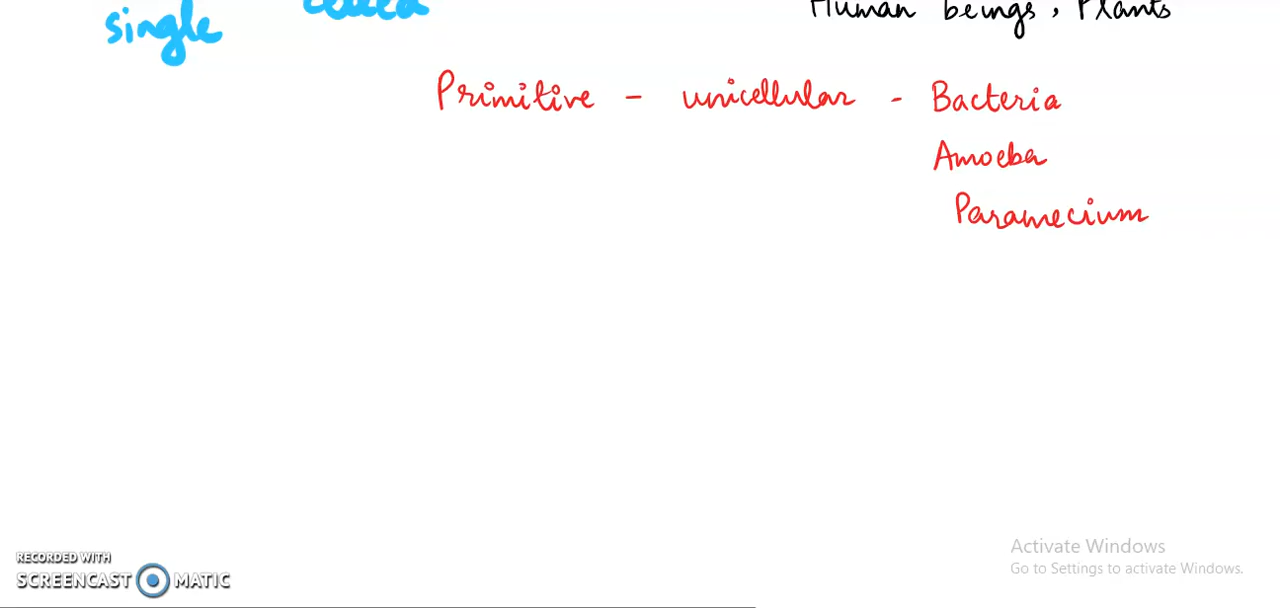 Human beings, Plants
single
Primitive - unicellular - Bacteria
Amoeba
Paramecium
Activate Windows
Go to Settings to activate Windows.
RECORDED WITH
SCREENCAST MATIC